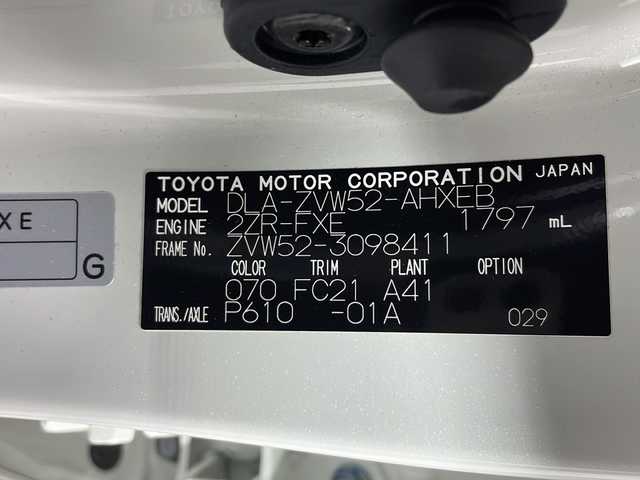 TOYOTA MOTOR CORPORATION JAPAN
MODEL DLA-ZVW52-AHXEB
ENGINE 2ZR-FXE 1797 mL
FRAME No. ZVW52-3098411
COLOR TRIM PLANT OPTION
070 FC21 A41
TRANS./AXLE P610 -01A 029
XE
G